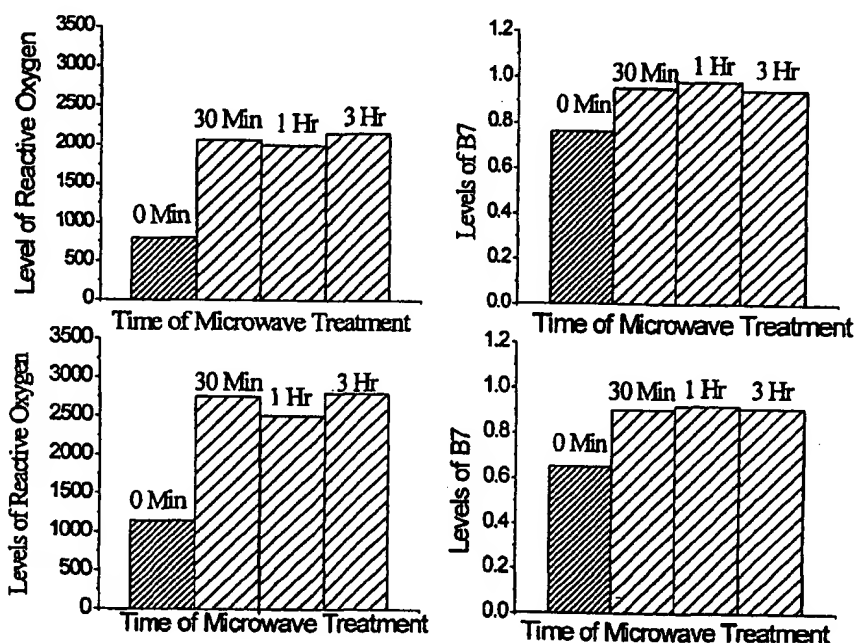 Level of Reactive Oxygen
3500
3000
2500
2000
1500
1000
500
0
0 Min
30 Min
1 Hr
3 Hr
Time of Microwave Treatment
Levels of B7
1.2
1.0
0.8
0.6
0.4
0.2
0.0
0 Min
30 Min
1 Hr
3 Hr
Time of Microwave Treatment
Levels of Reactive Oxygen
3500
3000
2500
2000
1500
1000
500
0
0 Min
30 Min
1 Hr
3 Hr
Time of Microwave Treatment
Levels of B7
1.2
1.0
0.8
0.6
0.4
0.2
0.0
0 Min
30 Min
1 Hr
3 Hr
Time of Microwave Treatment